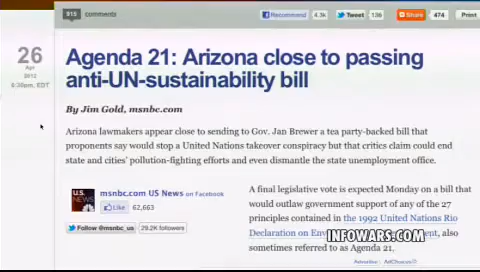 915 comments
Recommend 4.3k Tweet 136 Share 474 Print
26
Apr
2012
8:30pm, EDT
Agenda 21: Arizona close to passing
anti-UN-sustainability bill
By Jim Gold, msnbc.com
Arizona lawmakers appear close to sending to Gov. Jan Brewer a tea party-backed bill that
proponents say would stop a United Nations takeover conspiracy but that critics claim could end
state and cities' pollution-fighting efforts and even dismantle the state unemployment office.
U.S. NEWS
msnbc.com US News on Facebook
Like 62,663
Follow @msnbc_us 29.2K followers
A final legislative vote is expected Monday on a bill that
would outlaw government support of any of the 27
principles contained in the 1992 United Nations Rio
Declaration on
INFOWARS.COM
also
sometimes referred to as Agenda 21.
Advertise | AdChoices